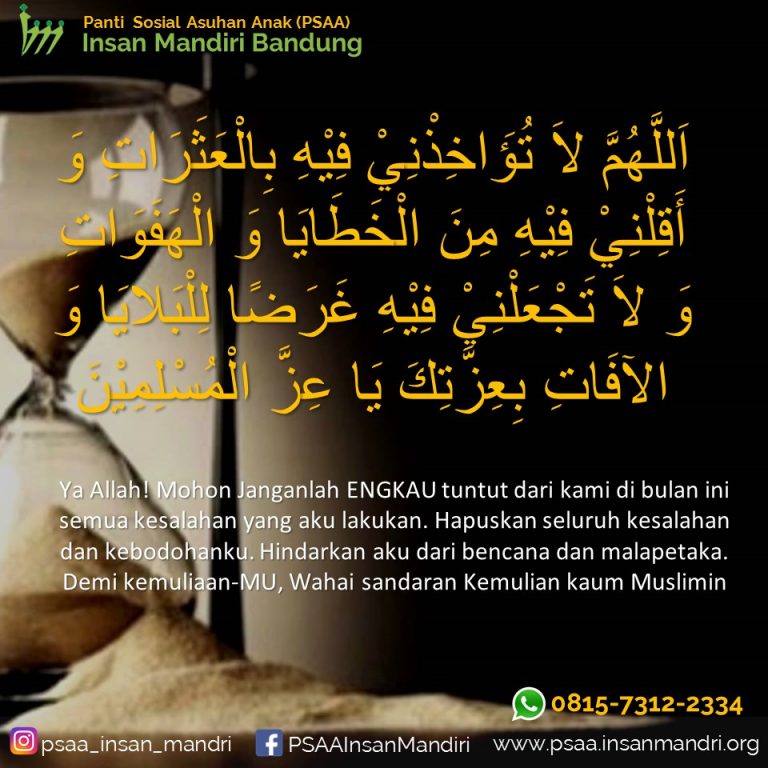 Panti Sosial Asuhan Anak (PSAA)
Insan Mandiri Bandung
اَللَّهُمَّ لاَ تُؤَاخِذْنِيْ فِيْهِ بِالْعَثَرَاتِ وَ
أَقِلْنِيْ فِيْهِ مِنَ الْخَطَايَا وَ الْهَفَوَاتِ
وَ لاَ تَجْعَلْنِيْ فِيْهِ غَرَضًا لِلْبَلايَا وَ
الآفَاتِ بِعِزَّتِكَ يَا عِزَّ الْمُسْلِمِيْنَ
Ya Allah! Mohon Janganlah ENGKAU tuntut dari kami di bulan ini
semua kesalahan yang aku lakukan. Hapuskan seluruh kesalahan
dan kebodohanku. Hindarkan aku dari bencana dan malapetaka.
Demi kemuliaan-MU, Wahai sandaran Kemulian kaum Muslimin
0815-7312-2334
psaa_insan_mandri PSAAInsanMandiri www.psaa.insanmandri.org